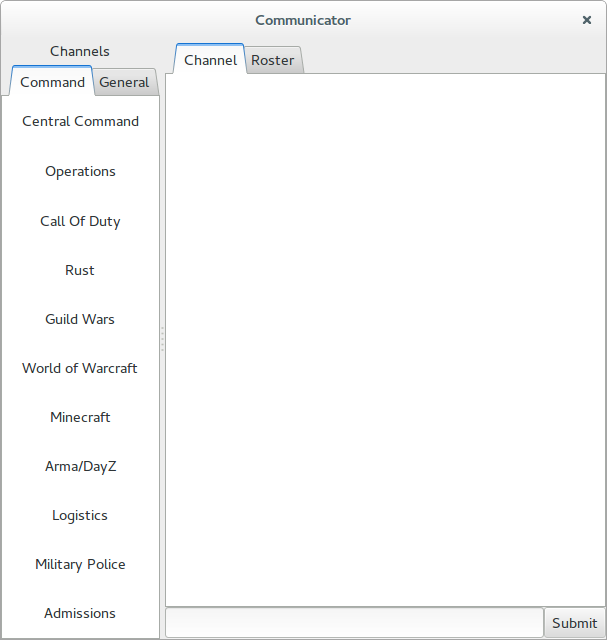 Communicator
Channels
Command General
Central Command
Operations
Call Of Duty
Rust
Guild Wars
World of Warcraft
Minecraft
Arma/DayZ
Logistics
Military Police
Admissions
Channel Roster
Submit